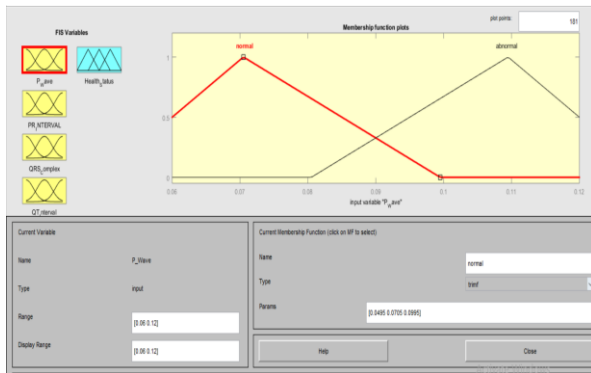 FIS Variables
Membership function plots
plot points:
181
P_Wave
Health_Status
PR_INTERVAL
QRS_Complex
QT_Interval
normal
abnormal
1
0.5
0
0.06
0.07
0.08
0.09
0.1
0.11
0.12
input variable "P_Wave"
Current Variable
Name
P_Wave
Type
input
Range
[0.06 0.12]
Display Range
[0.06 0.12]
Current Membership Function (click on MF to select)
Name
normal
Type
trimf
Params
[0.0495 0.0705 0.0995]
Help
Close